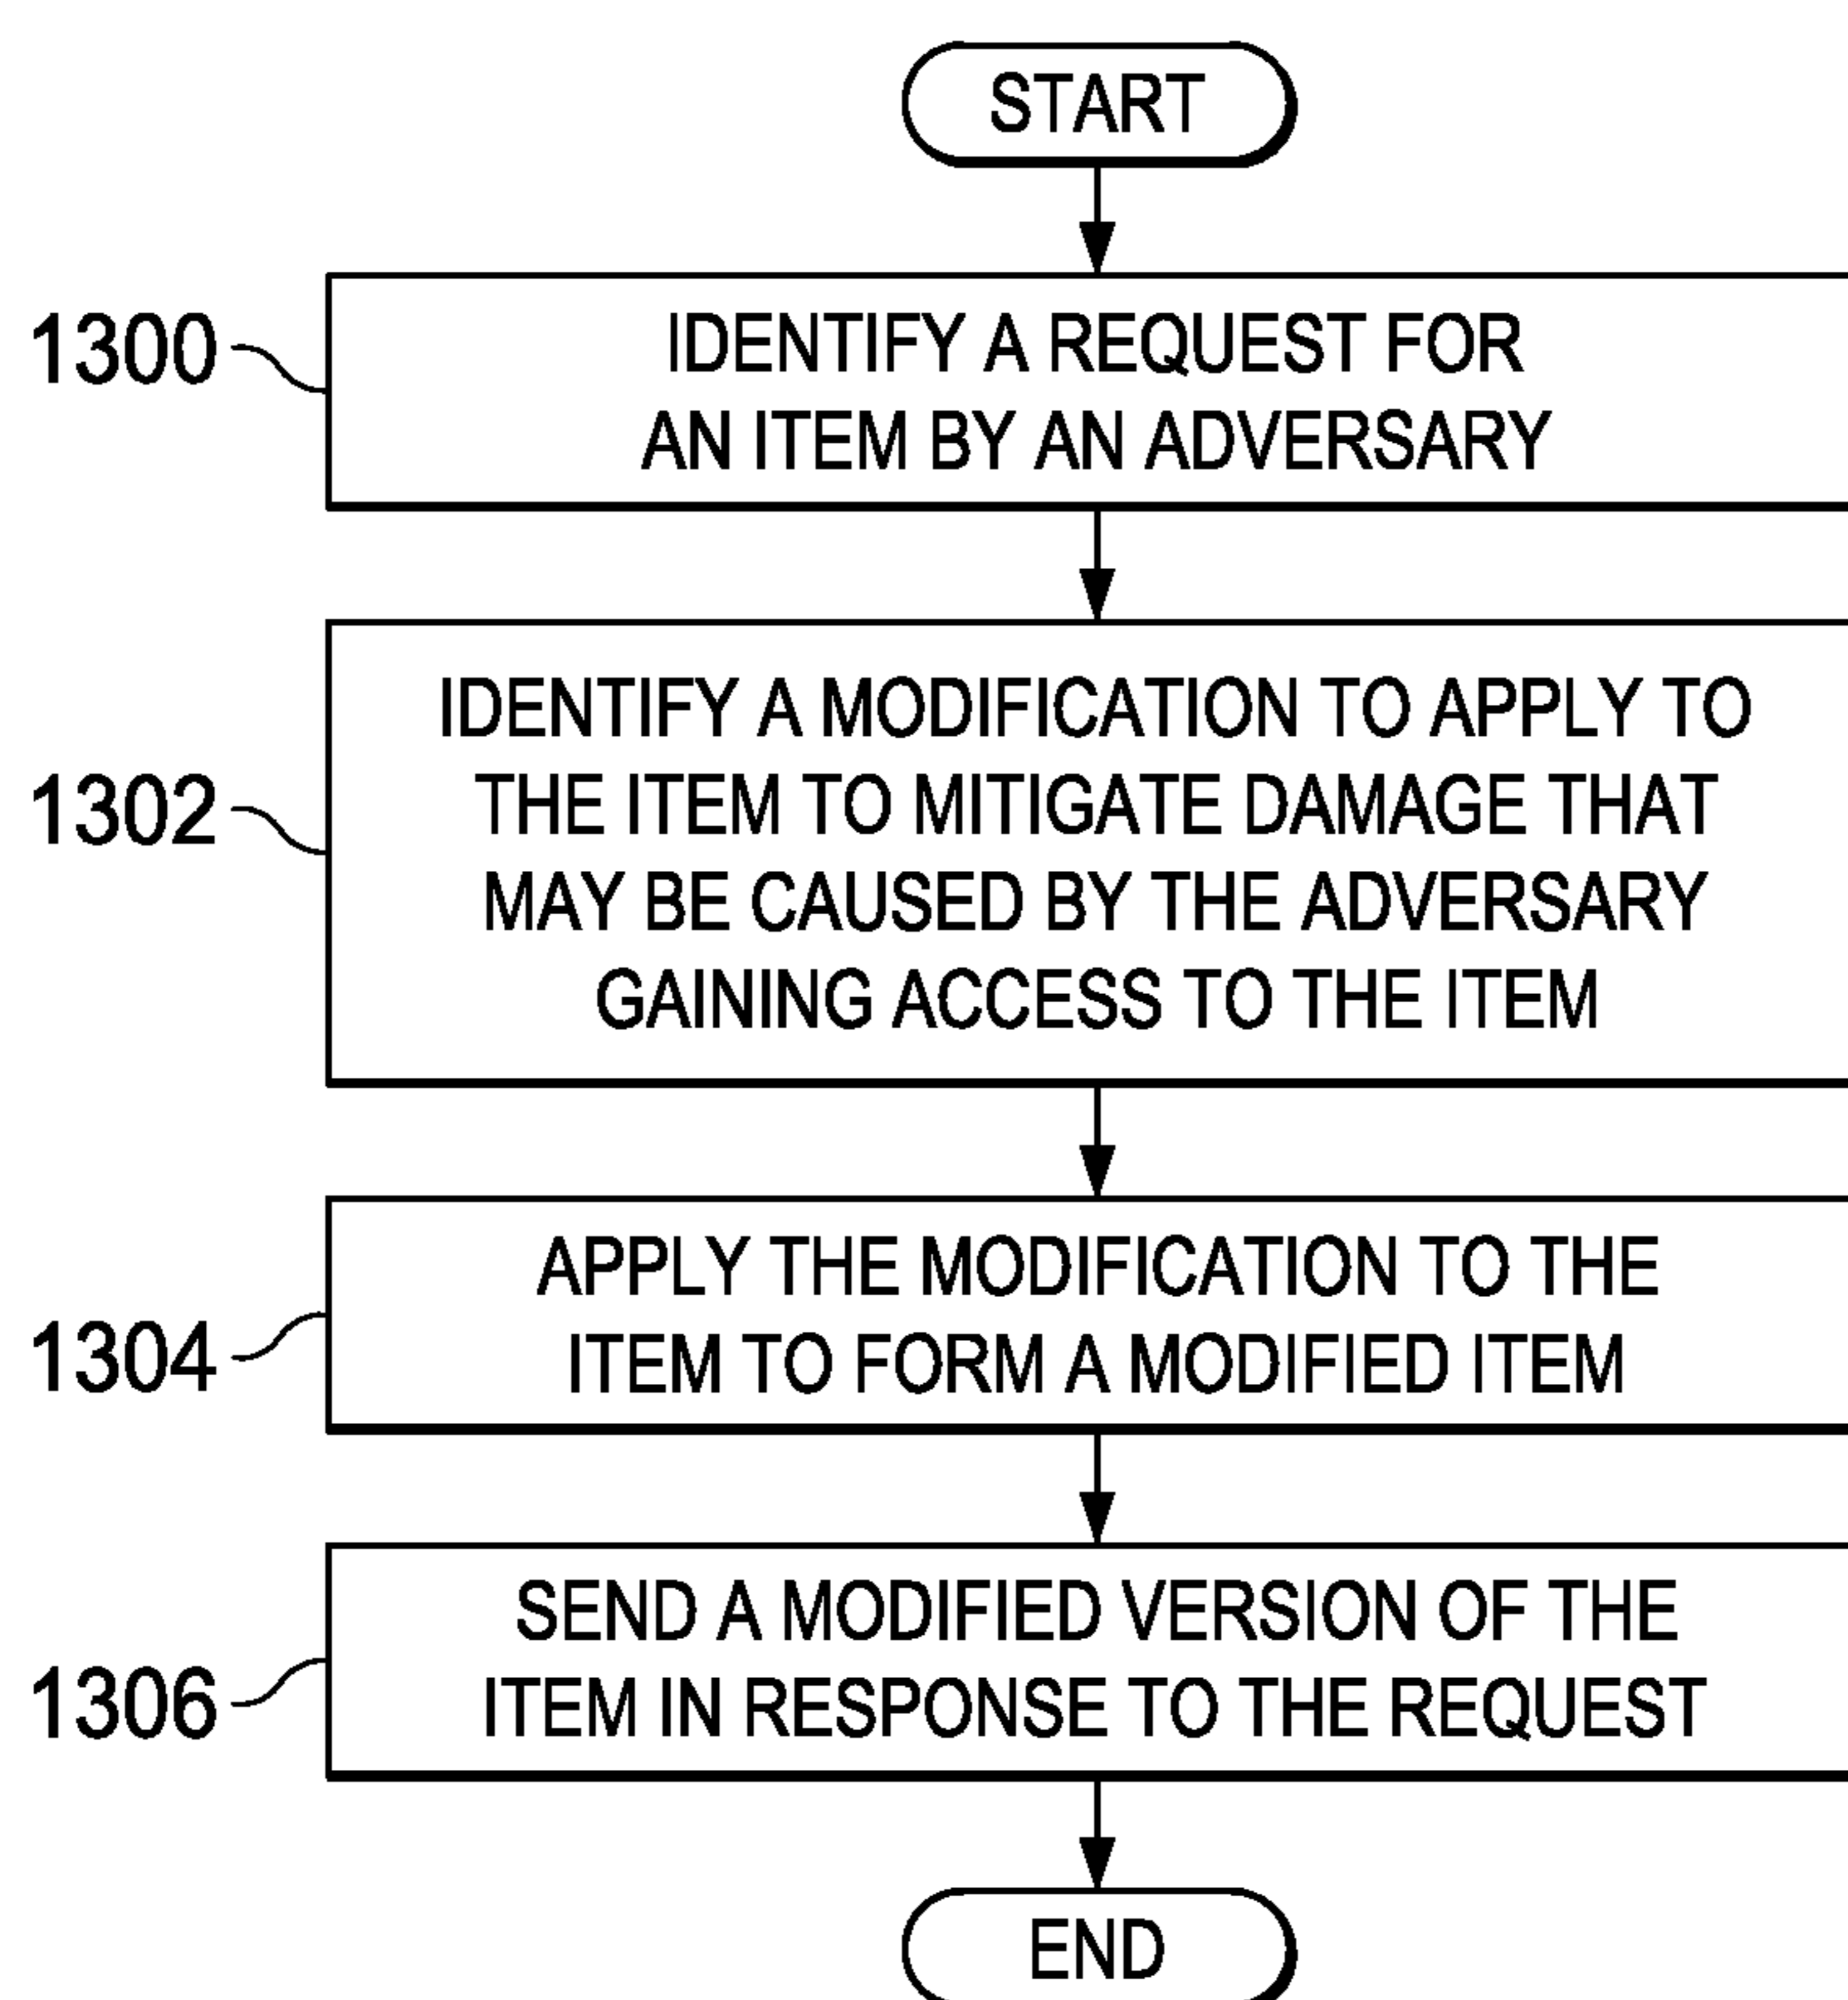 START
1300
IDENTIFY A REQUEST FOR
AN ITEM BY AN ADVERSARY
1302
IDENTIFY A MODIFICATION TO APPLY TO
THE ITEM TO MITIGATE DAMAGE THAT
MAY BE CAUSED BY THE ADVERSARY
GAINING ACCESS TO THE ITEM
1304
APPLY THE MODIFICATION TO THE
ITEM TO FORM A MODIFIED ITEM
1306
SEND A MODIFIED VERSION OF THE
ITEM IN RESPONSE TO THE REQUEST
END